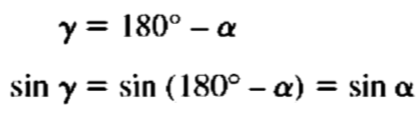 γ = 180° – α
sin γ = sin (180° – α) = sin α